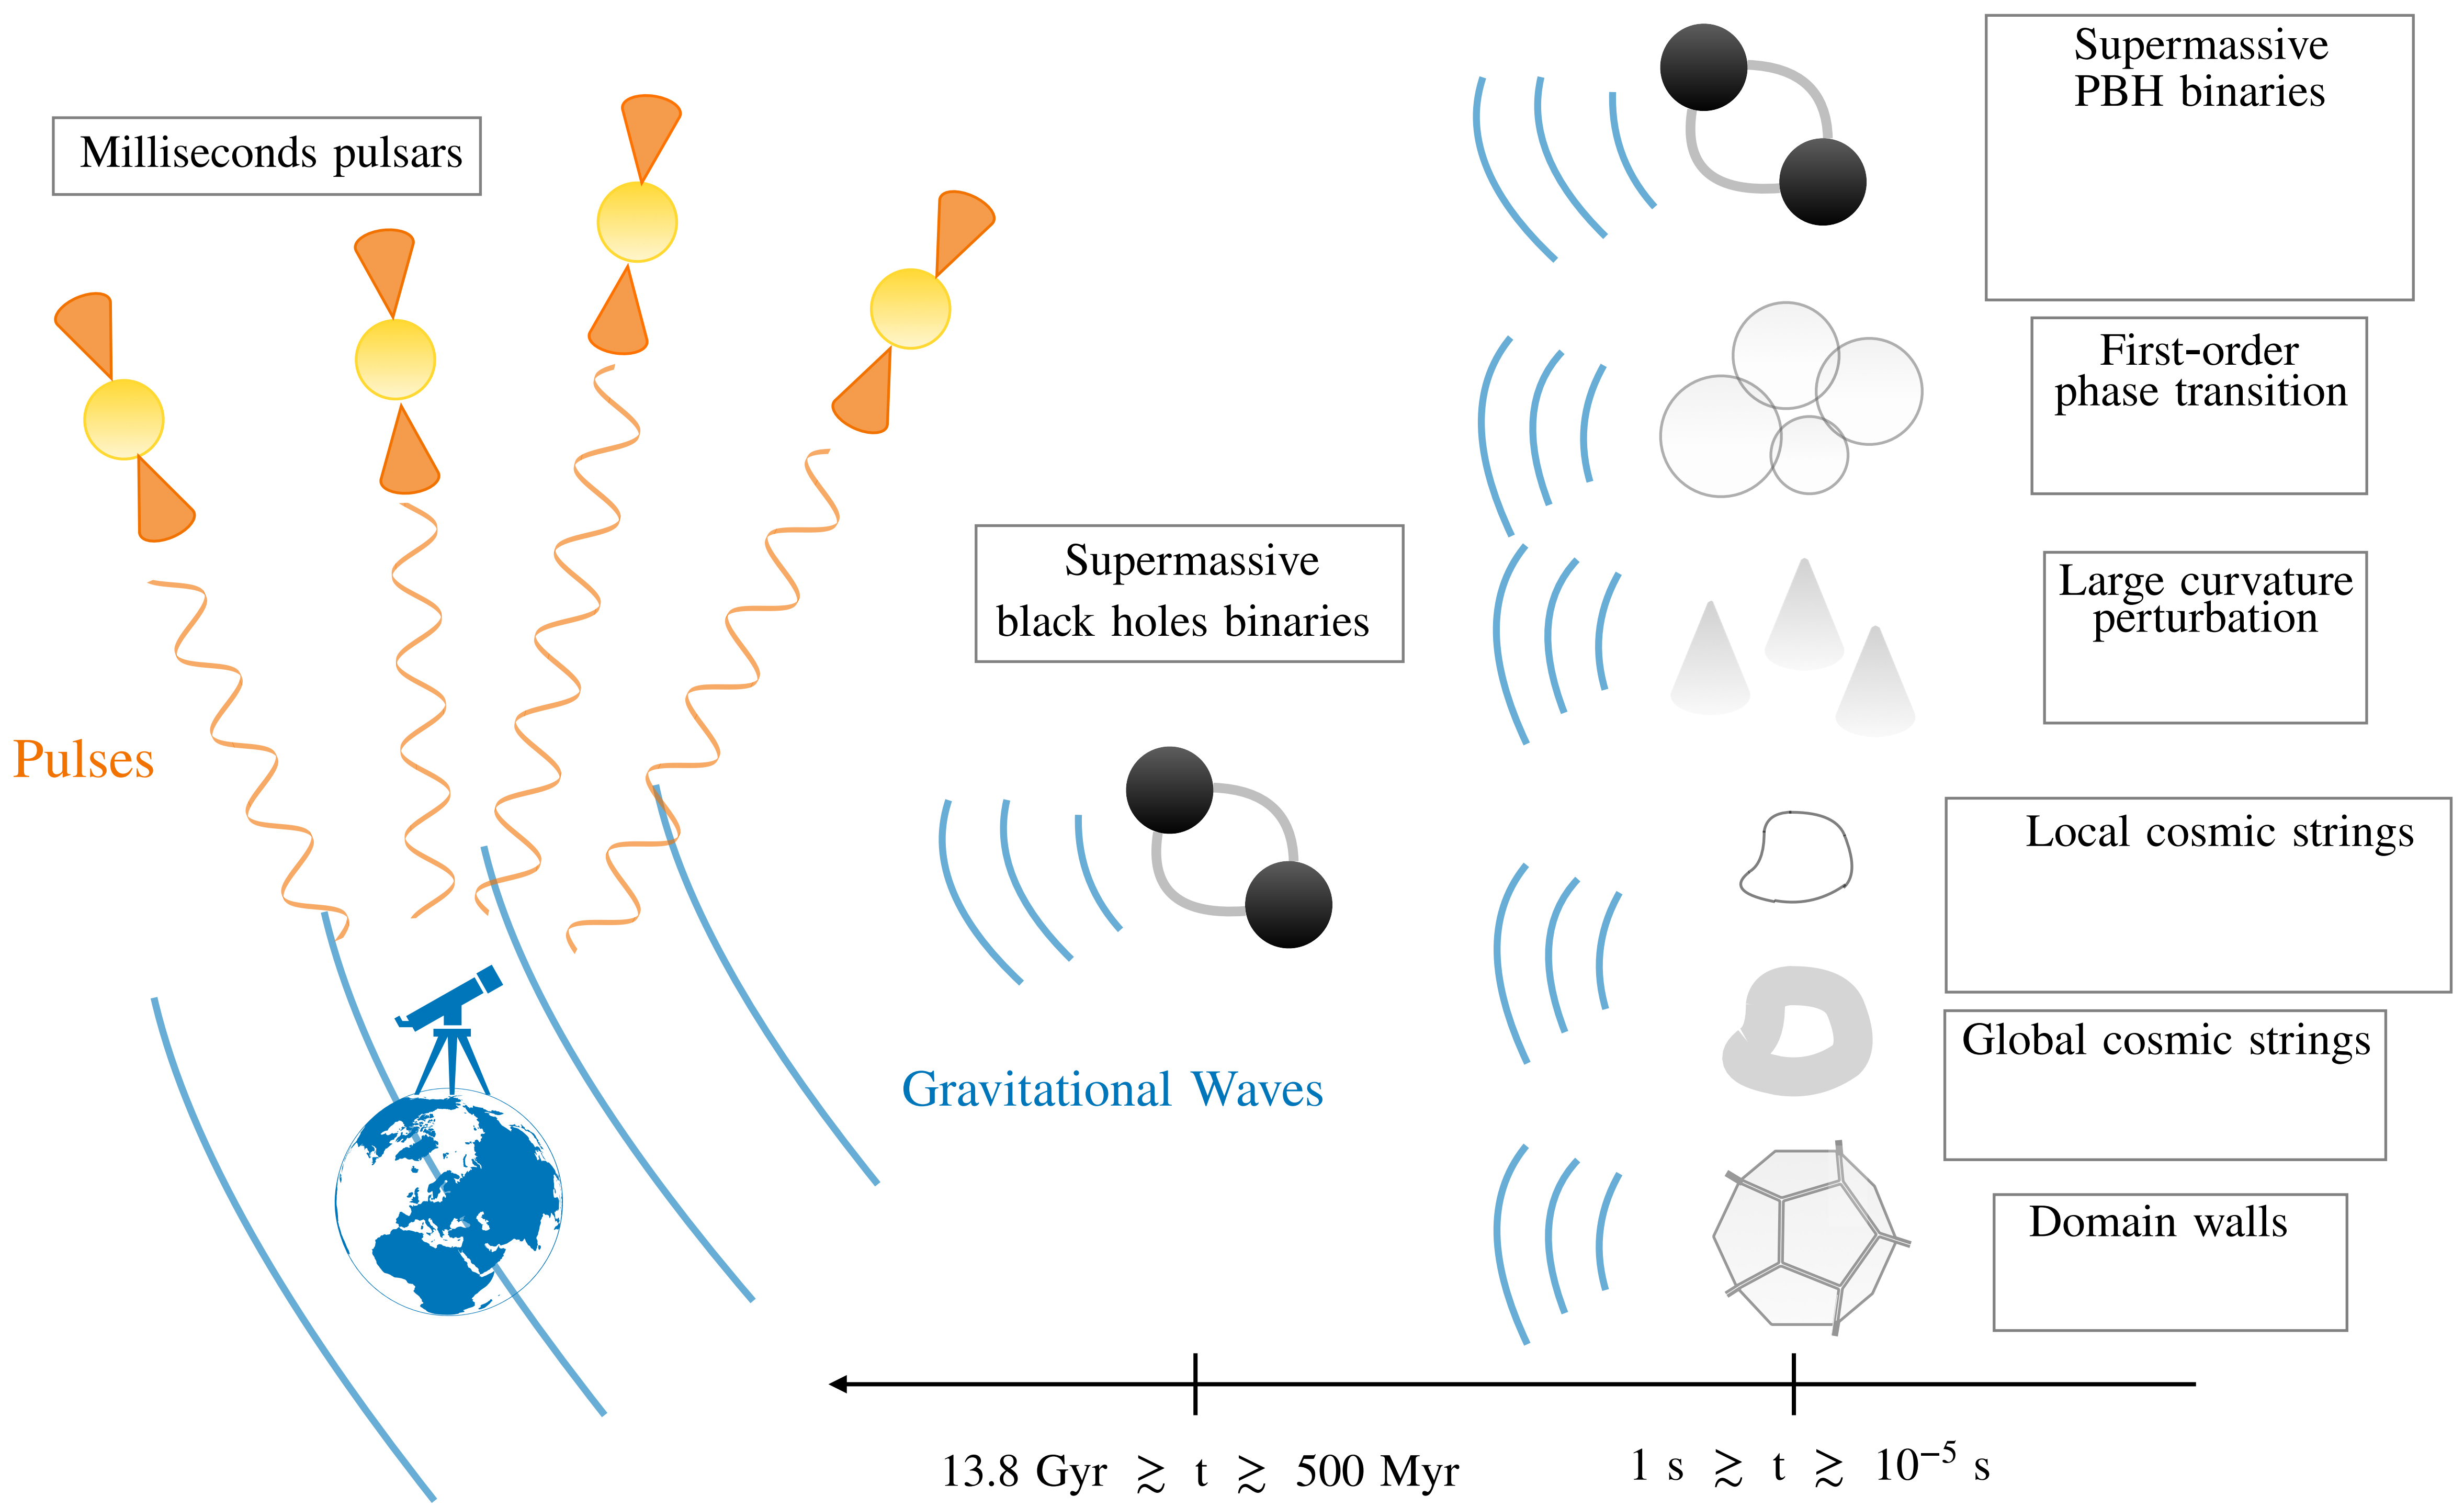 Milliseconds pulsars
Pulses
Supermassive
black holes binaries
Gravitational Waves
Supermassive
PBH binaries
First-order
phase transition
Large curvature
perturbation
Local cosmic strings
Global cosmic strings
Domain walls
13.8 Gyr ≳ t ≳ 500 Myr
1 s ≳ t ≳ 10⁻⁵ s